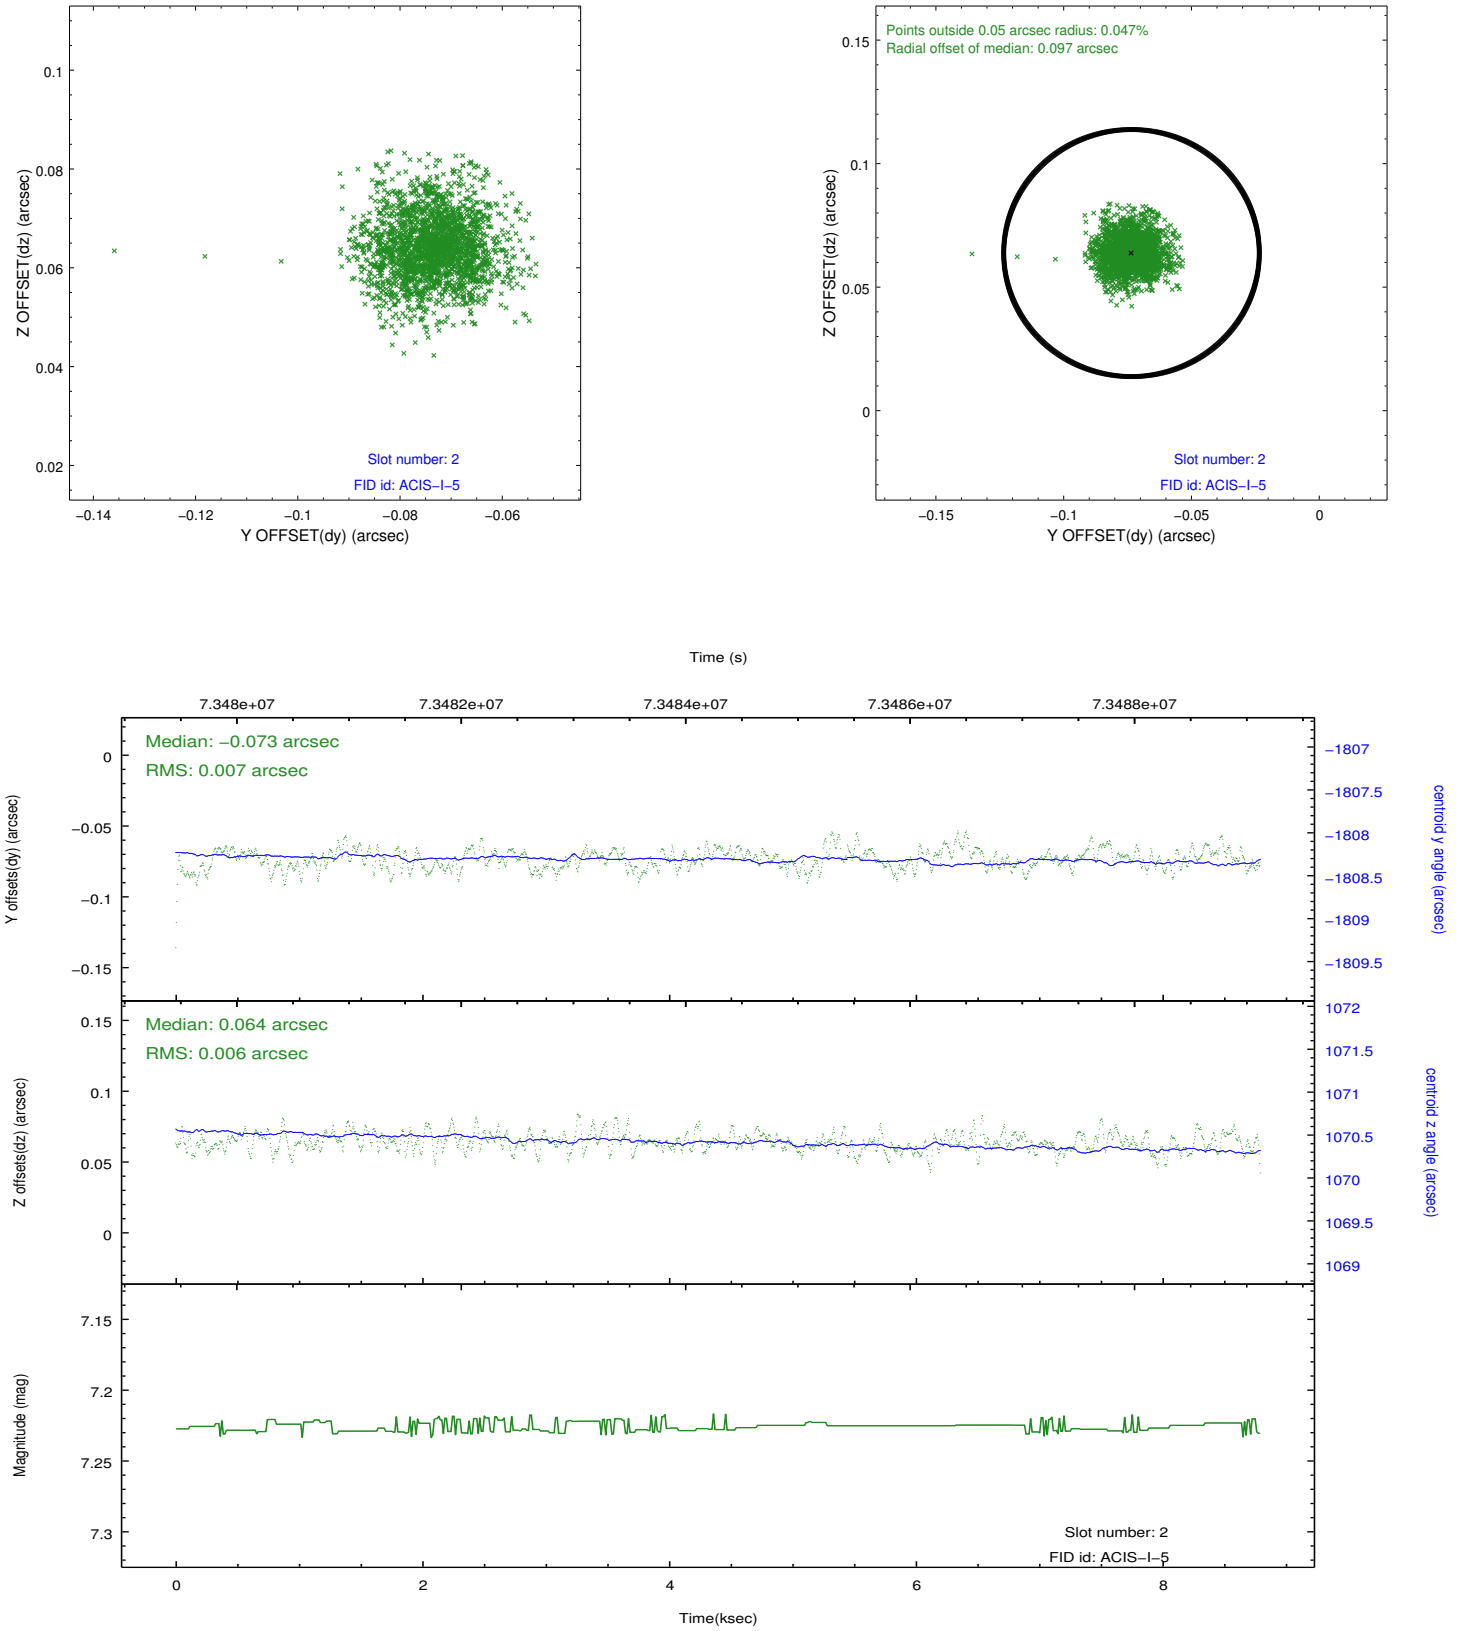 0.1
0.08
0.06
0.04
0.02
Z OFFSET(dz) (arcsec)
Slot number: 2
FID id: ACIS−I−5
−0.14 −0.12 −0.1 −0.08 −0.06
Y OFFSET(dy) (arcsec)
Points outside 0.05 arcsec radius: 0.047%
Radial offset of median: 0.097 arcsec
0.15
0.1
0.05
0
Z OFFSET(dz) (arcsec)
Slot number: 2
FID id: ACIS−I−5
−0.15 −0.1 −0.05 0
Y OFFSET(dy) (arcsec)
Time (s)
7.348e+07 7.3482e+07 7.3484e+07 7.3486e+07 7.3488e+07
Median: −0.073 arcsec
RMS: 0.007 arcsec
0
−0.05
−0.1
−0.15
Y offsets(dy) (arcsec)
−1807
−1807.5
−1808
−1808.5
−1809
−1809.5
centroid y angle (arcsec)
Median: 0.064 arcsec
RMS: 0.006 arcsec
0.15
0.1
0.05
0
Z offsets(dz) (arcsec)
1072
1071.5
1071
1070.5
1070
1069.5
1069
centroid z angle (arcsec)
7.15
7.2
7.25
7.3
Magnitude (mag)
Slot number: 2
FID id: ACIS−I−5
0 2 4 6 8
Time(ksec)